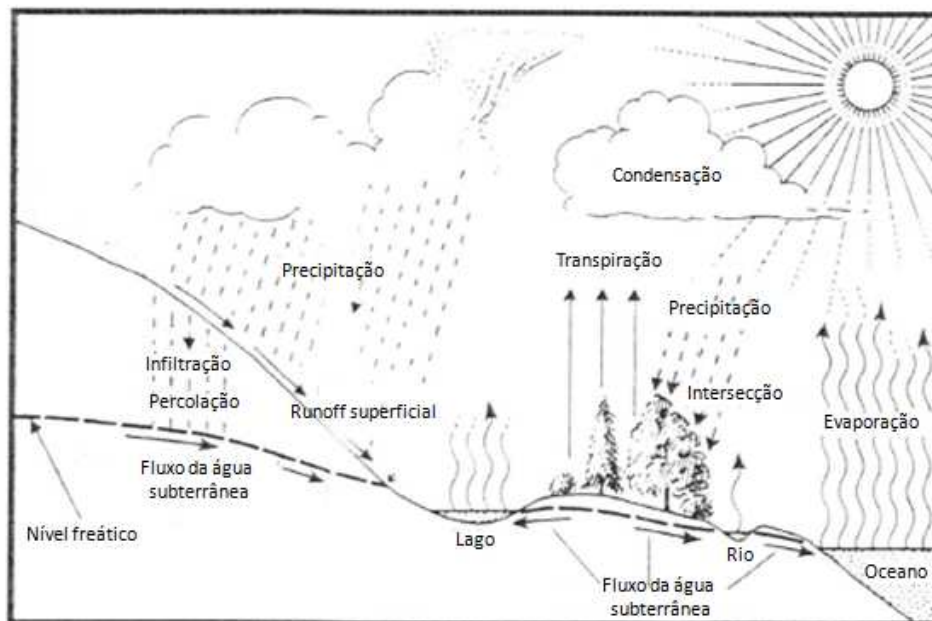 Condensação
Transpiração
Precipitação
Precipitação
Infiltração
Percolação
Intersecção
Runoff superficial
Evaporação
Fluxo da água
subterrânea
Nível freático
Lago
Rio
Oceano
Fluxo da água
subterrânea